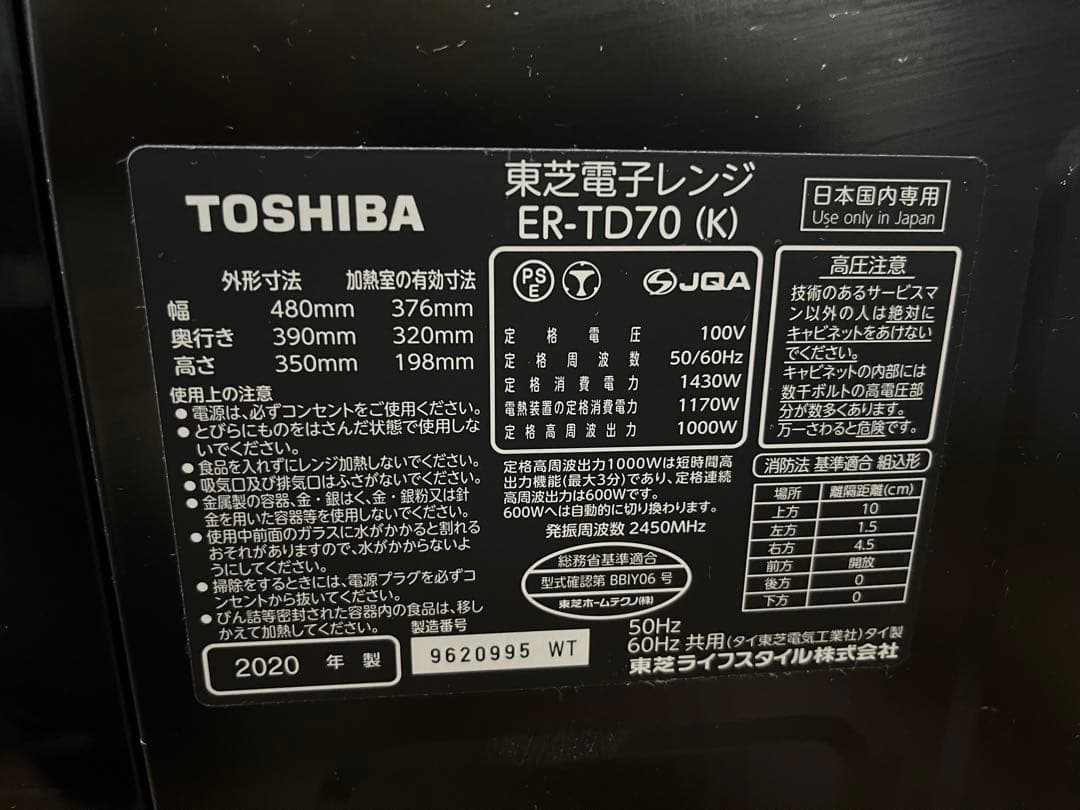 TOSHIBA
東芝電子レンジ
ER-TD70 (K)
日本国内専用
Use only in Japan
外形寸法 加熱室の有効寸法
幅 480mm 376mm
奥行き 390mm 320mm
高さ 350mm 198mm
使用上の注意
●電源は、必ずコンセントをご使用ください。
●とびらにものをはさんだ状態で使用しな
いでください。
●食品を入れずにレンジ加熱しないでください。
●吸気口及び排気口はふさがないでください。
●金属製の容器、金・銀はく、金・銀粉又は針
金を用いた容器等を使用しないでください。
●使用中前面のガラスに水がかかると割れる
おそれがありますので、水がかからないよ
うにしてください。
●掃除をするときには、電源プラグを必ずコ
ンセントから抜いてください。
●びん詰等密封された容器内の食品は、移し
かえて加熱してください。
2020 年 製
製造番号
9620995 WT
PS
E
JQA
定格電圧 100V
定格周波数 50/60Hz
定格消費電力 1430W
電熱装置の定格消費電力 1170W
定格高周波出力 1000W
定格高周波出力1000Wは短時間高
出力機能(最大3分)であり、定格連続
高周波出力は600Wです。
600Wへは自動的に切り換わります。
発振周波数 2450MHz
総務省基準適合
型式確認第 BBIY06 号
東芝ホームテクノ(株)
高圧注意
技術のあるサービスマ
ン以外の人は絶対に
キャビネットをあけない
でください。
キャビネットの内部には
数千ボルトの高電圧部
分が数多くあります。
万一さわると危険です。
消防法 基準適合 組込形
場所 離隔距離(cm)
上方 10
左方 1.5
右方 4.5
前方 開放
後方 0
下方 0
50Hz
60Hz 共用(タイ東芝電気工業社)タイ製
東芝ライフスタイル株式会社